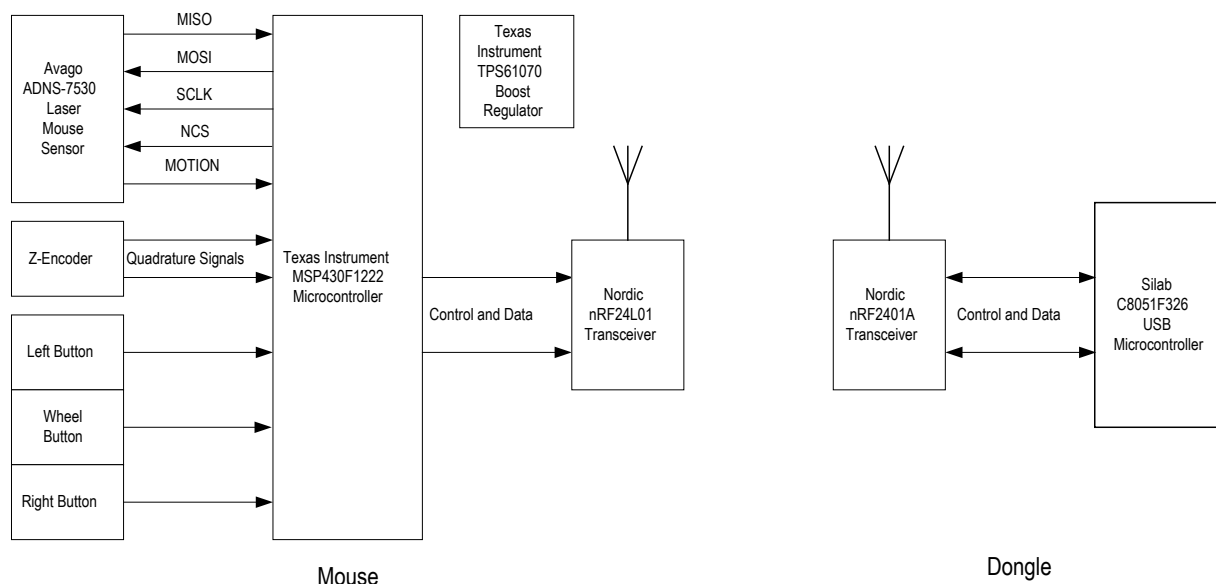 MISO
MOSI
SCLK
NCS
MOTION
Avago
ADNS-7530
Laser
Mouse
Sensor
Z-Encoder
Quadrature Signals
Left Button
Wheel
Button
Right Button
Texas Instrument
MSP430F1222
Microcontroller
Texas
Instrument
TPS61070
Boost
Regulator
Control and Data
Nordic
nRF24L01
Transceiver
Mouse
Nordic
nRF2401A
Transceiver
Control and Data
Silab
C8051F326
USB
Microcontroller
Dongle